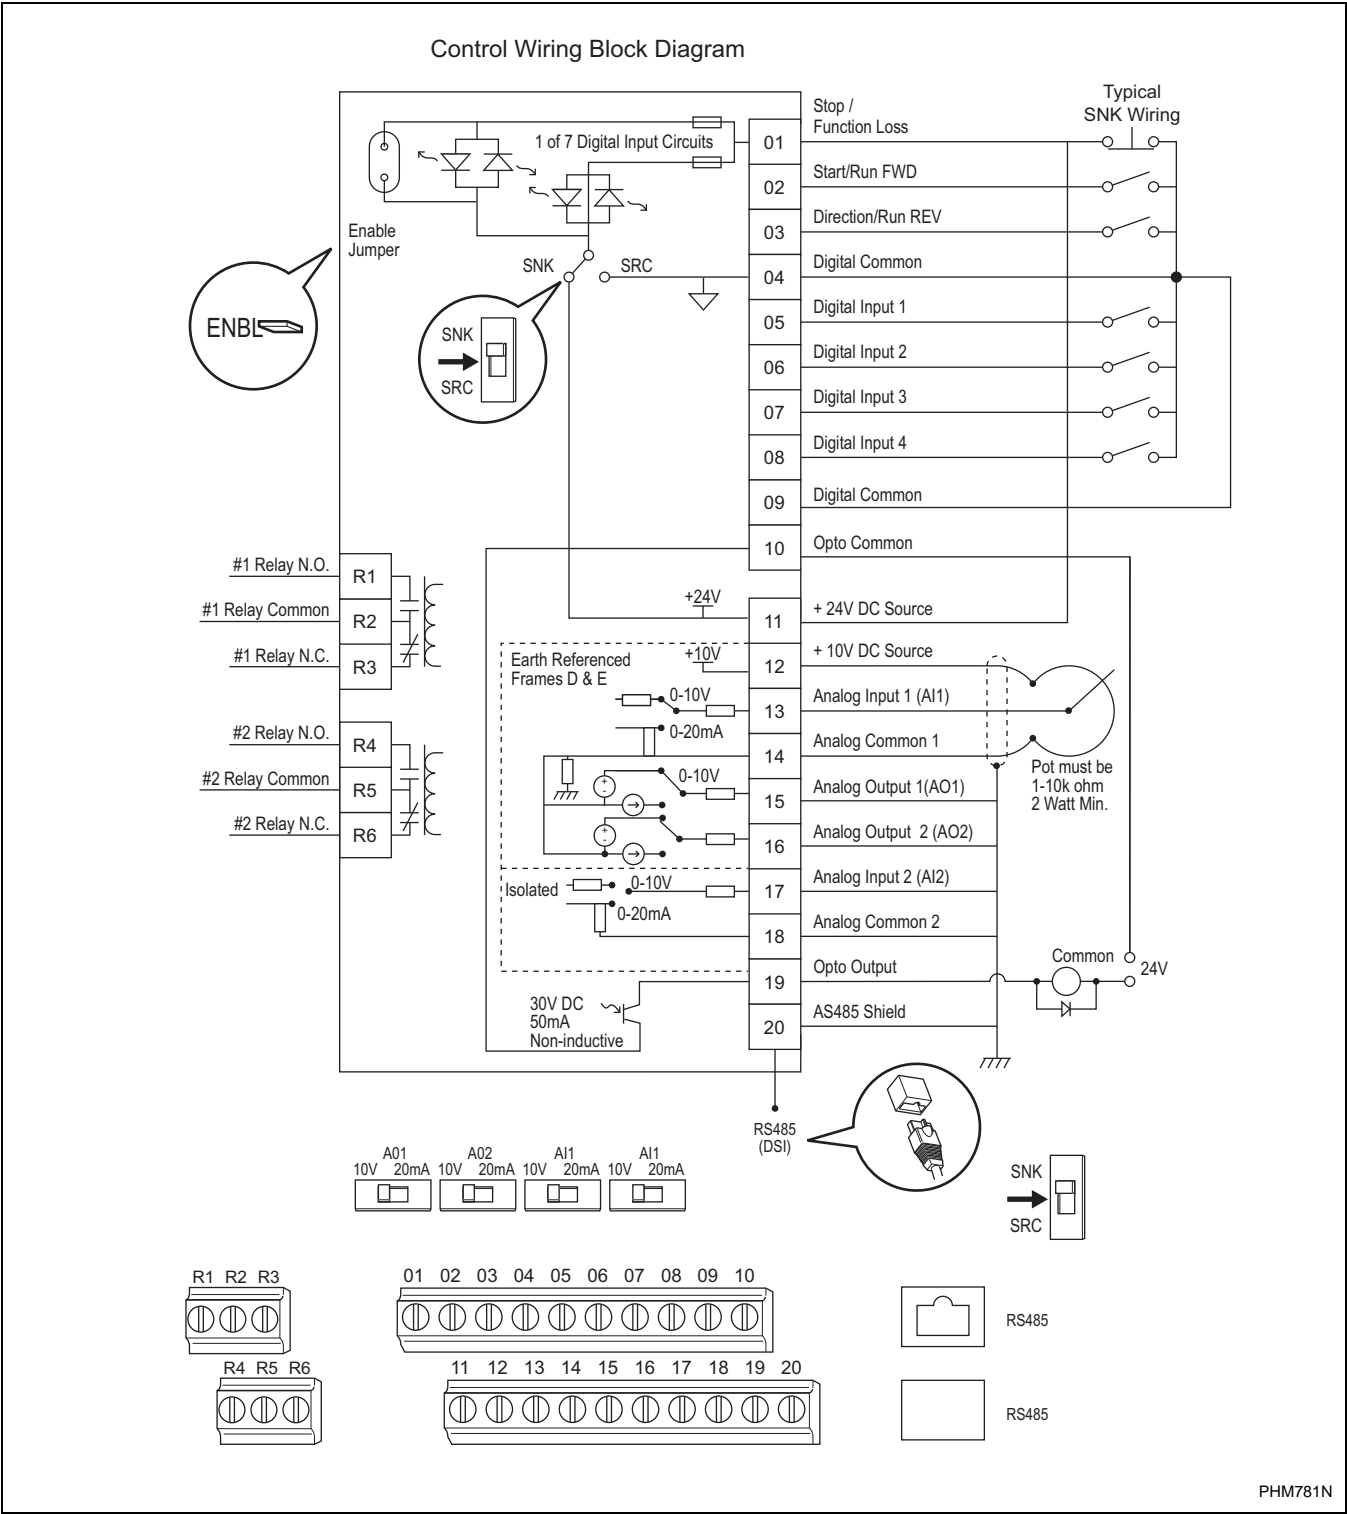 Control Wiring Block Diagram
Typical
SNK Wiring
1 of 7 Digital Input Circuits
Enable
Jumper
ENBL
SNK
SRC
SNK
SRC
01
02
03
04
05
06
07
08
09
10
11
12
13
14
15
16
17
18
19
20
Stop /
Function Loss
Start/Run FWD
Direction/Run REV
Digital Common
Digital Input 1
Digital Input 2
Digital Input 3
Digital Input 4
Digital Common
Opto Common
+ 24V DC Source
+ 10V DC Source
Analog Input 1 (AI1)
Analog Common 1
Analog Output 1(AO1)
Analog Output 2 (AO2)
Analog Input 2 (AI2)
Analog Common 2
Opto Output
AS485 Shield
#1 Relay N.O.
R1
#1 Relay Common
R2
#1 Relay N.C.
R3
#2 Relay N.O.
R4
#2 Relay Common
R5
#2 Relay N.C.
R6
+24V
+10V
Earth Referenced
Frames D & E
0-10V
0-20mA
0-10V
+
-
+
-
Isolated
0-10V
0-20mA
30V DC
50mA
Non-inductive
Pot must be
1-10k ohm
2 Watt Min.
Common
24V
RS485
(DSI)
A01
10V 20mA
A02
10V 20mA
AI1
10V 20mA
AI1
10V 20mA
SNK
SRC
R1 R2 R3
01 02 03 04 05 06 07 08 09 10
RS485
R4 R5 R6
11 12 13 14 15 16 17 18 19 20
RS485
PHM781N